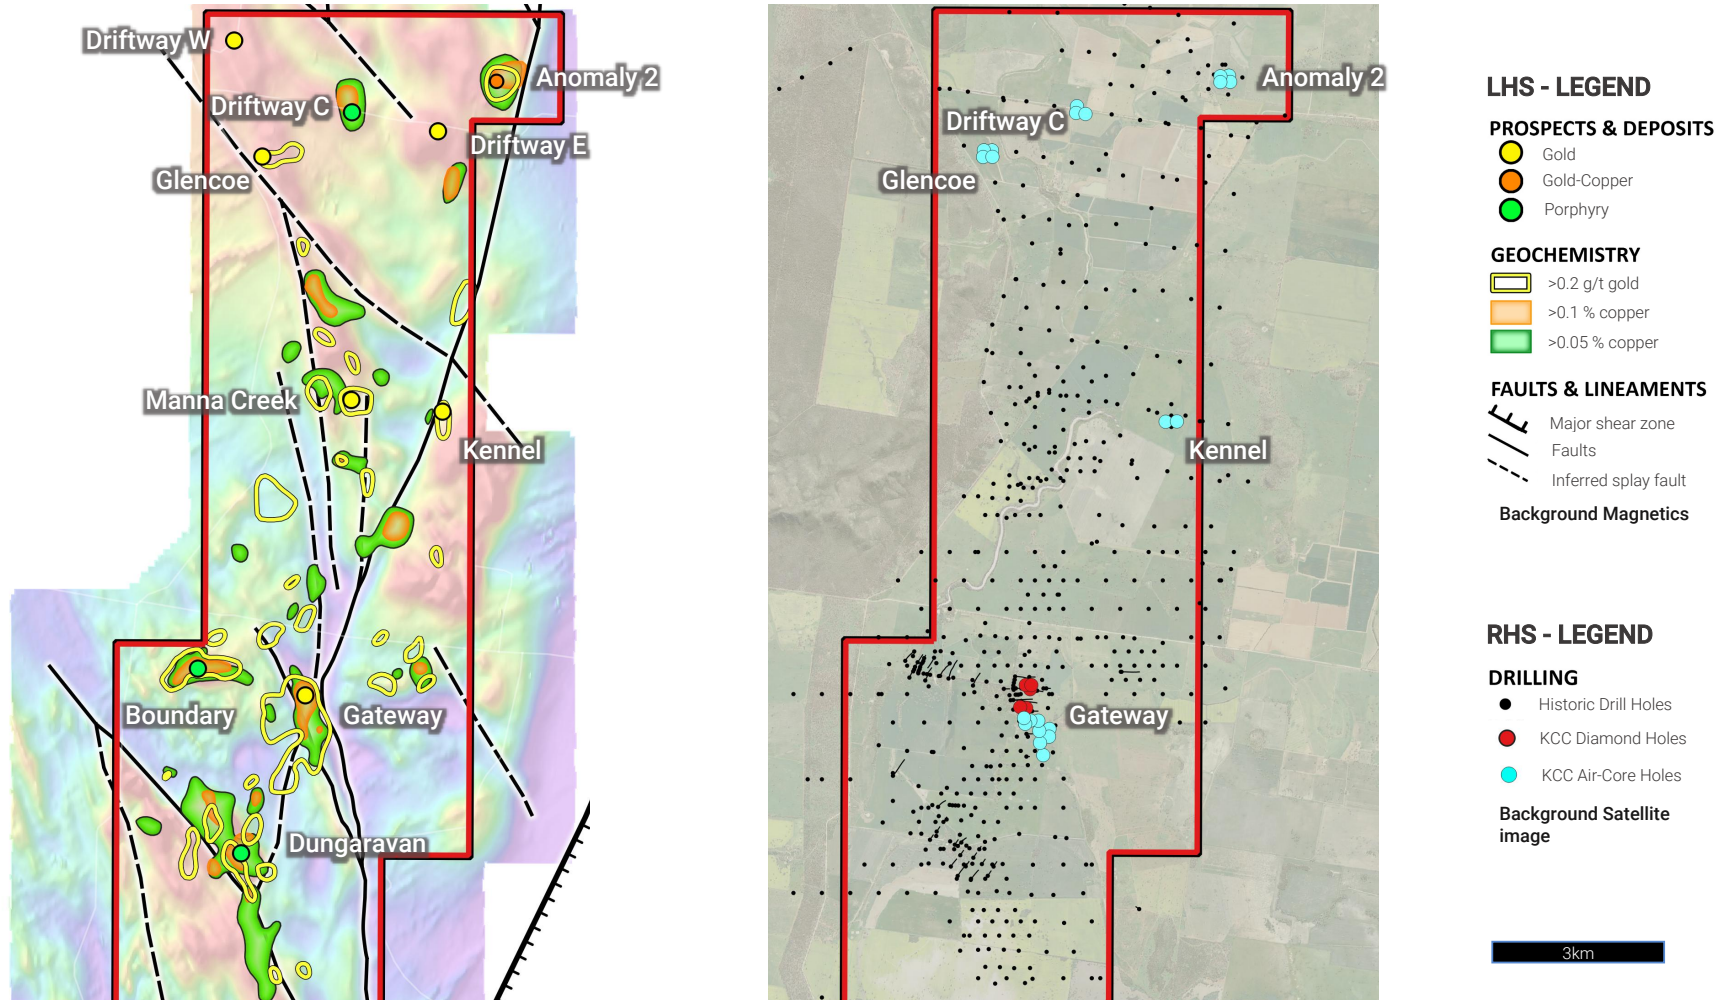 Driftway W
Anomaly 2
Driftway C
Driftway E
Glencoe
Manna Creek
Kennel
Boundary
Gateway
Dungaravan
Anomaly 2
Driftway C
Glencoe
Kennel
Gateway
LHS - LEGEND
PROSPECTS & DEPOSITS
Gold
Gold-Copper
Porphyry
GEOCHEMISTRY
>0.2 g/t gold
>0.1 % copper
>0.05 % copper
FAULTS & LINEAMENTS
Major shear zone
Faults
Inferred splay fault
Background Magnetics
RHS - LEGEND
DRILLING
Historic Drill Holes
KCC Diamond Holes
KCC Air-Core Holes
Background Satellite
image
3km